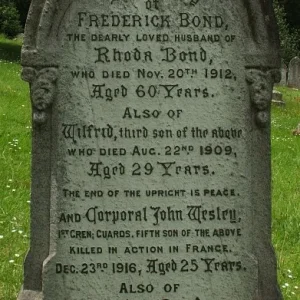 of
Frederick Bond,
the dearly loved husband of
Rhoda Bond,
who died Nov. 20th 1912,
Aged 60 Years.
Also of
Wilfrid, third son of the above
who died Aug. 22nd 1909,
Aged 29 Years.
The end of the upright is peace.
and Corporal John Wesley,
1st Gren: Guards, fifth son of the above
killed in action in France,
Dec. 23rd 1916, Aged 25 Years.
Also of